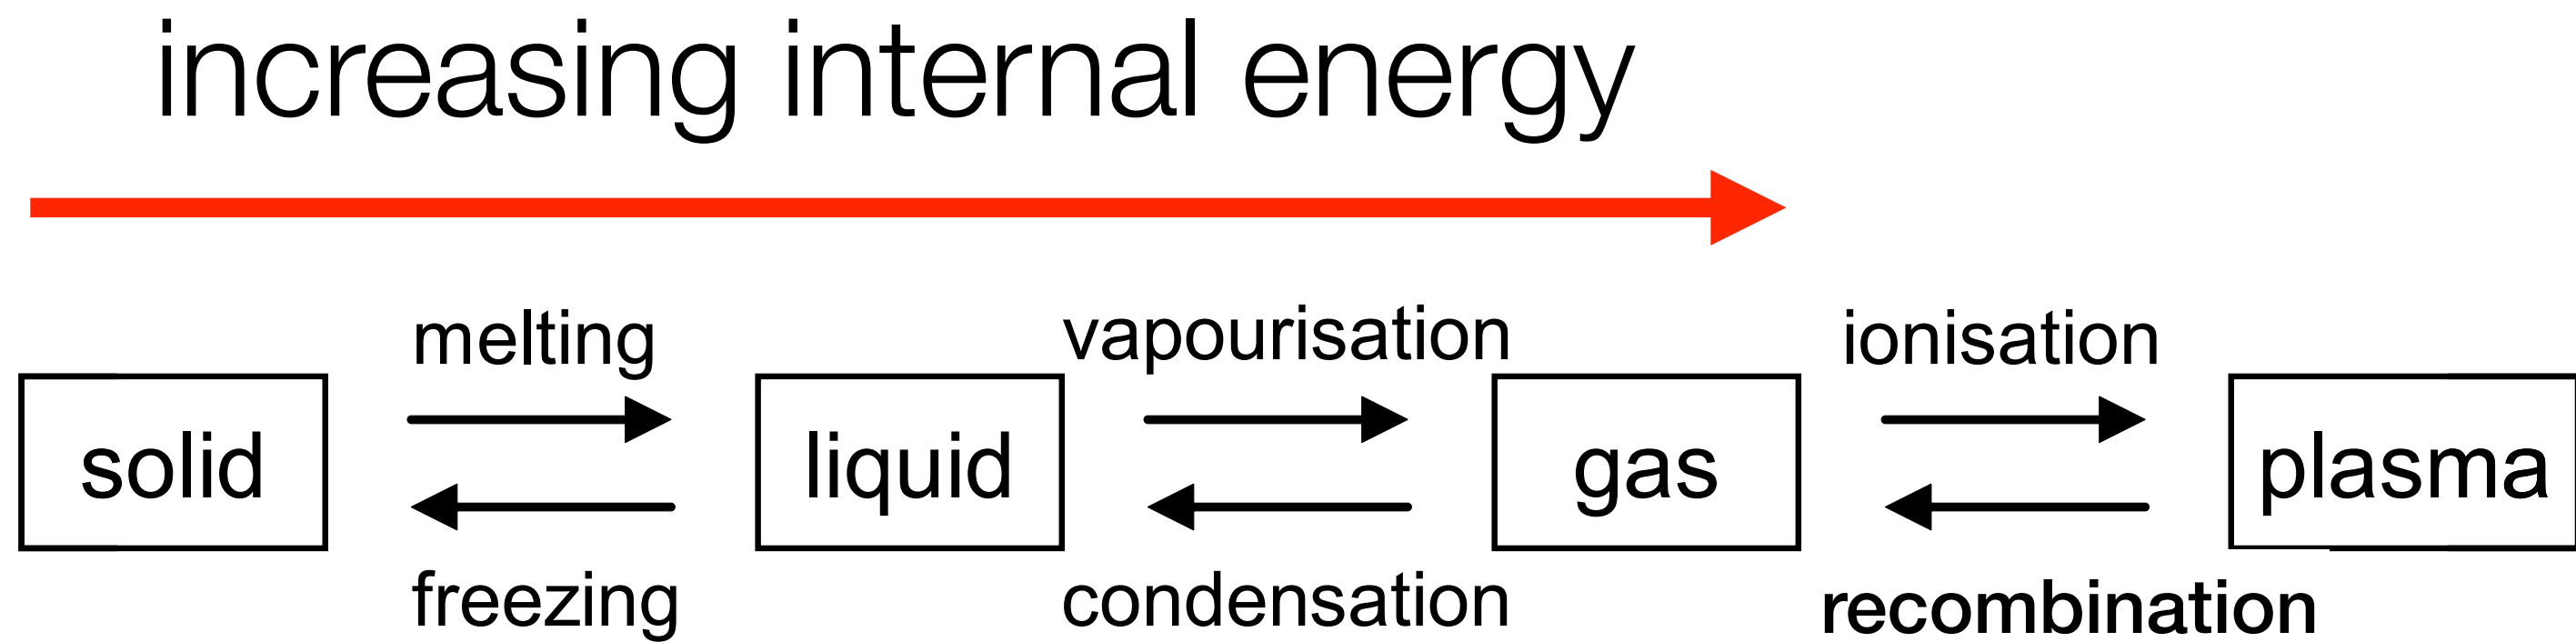 increasing internal energy
melting vapourisation ionisation
solid liquid gas plasma
freezing condensation recombination